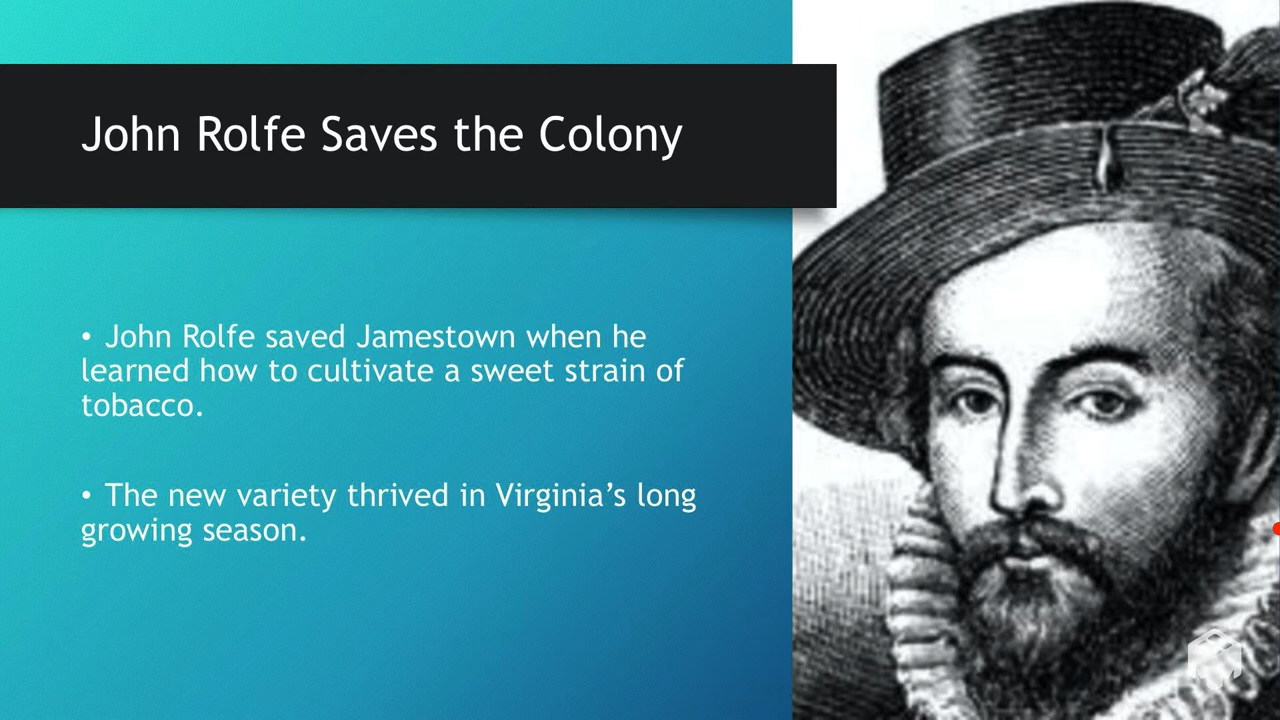 John Rolfe Saves the Colony
• John Rolfe saved Jamestown when he
learned how to cultivate a sweet strain of
tobacco.
• The new variety thrived in Virginia’s long
growing season.